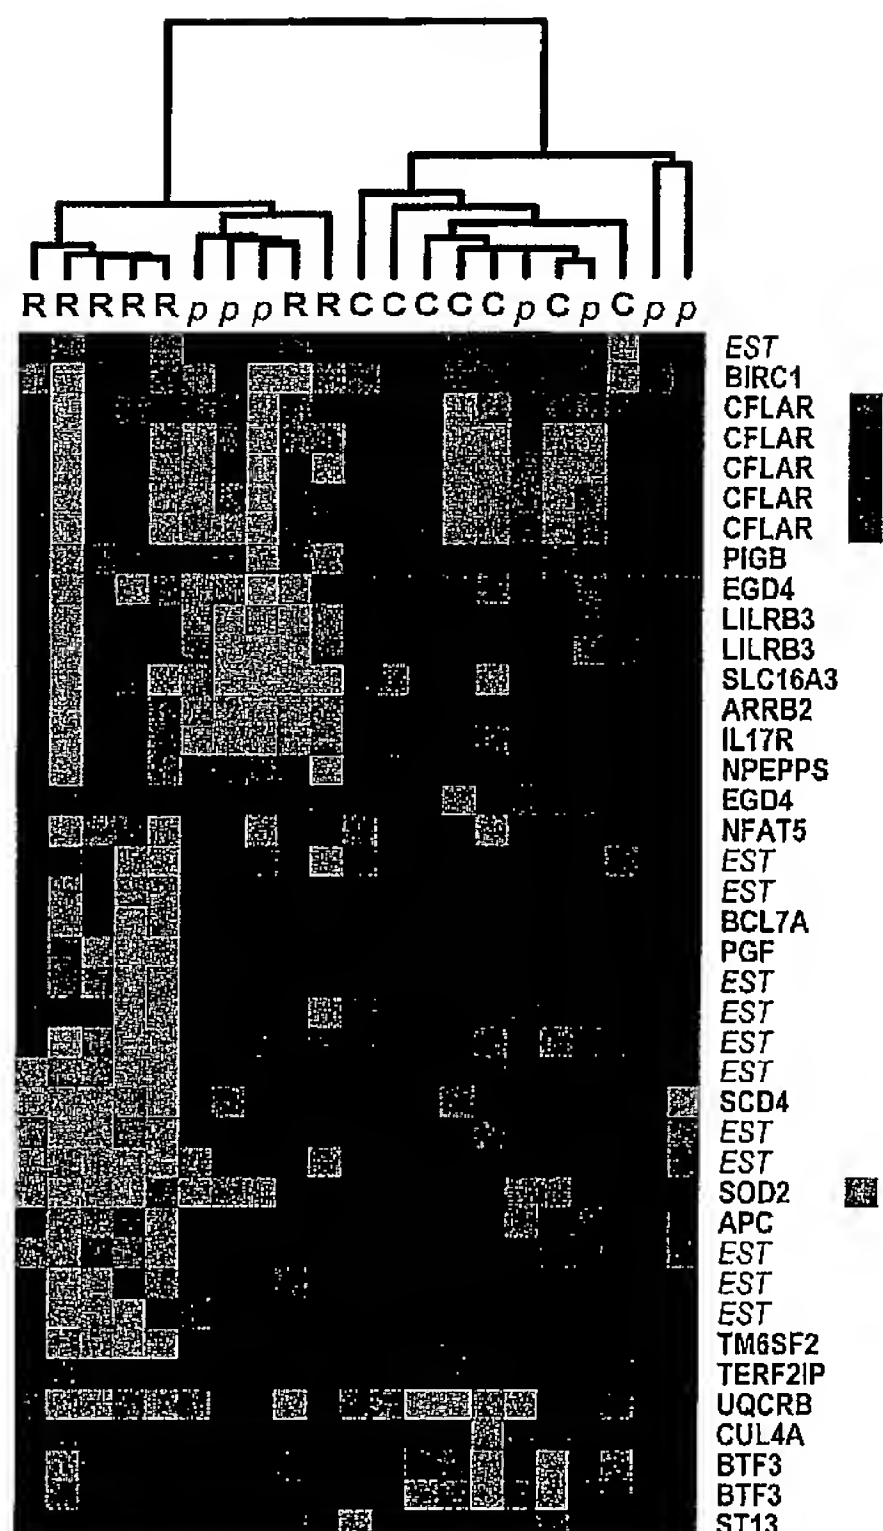 R R R R R p p p R R C C C C C p C p C p p
EST
BIRC1
CFLAR
CFLAR
CFLAR
CFLAR
CFLAR
PIGB
EGD4
LILRB3
LILRB3
SLC16A3
ARRB2
IL17R
NPEPPS
EGD4
NFAT5
EST
EST
BCL7A
PGF
EST
EST
EST
EST
SCD4
EST
EST
SOD2
APC
EST
EST
EST
TM6SF2
TERF2IP
UQCRB
CUL4A
BTF3
BTF3
ST13